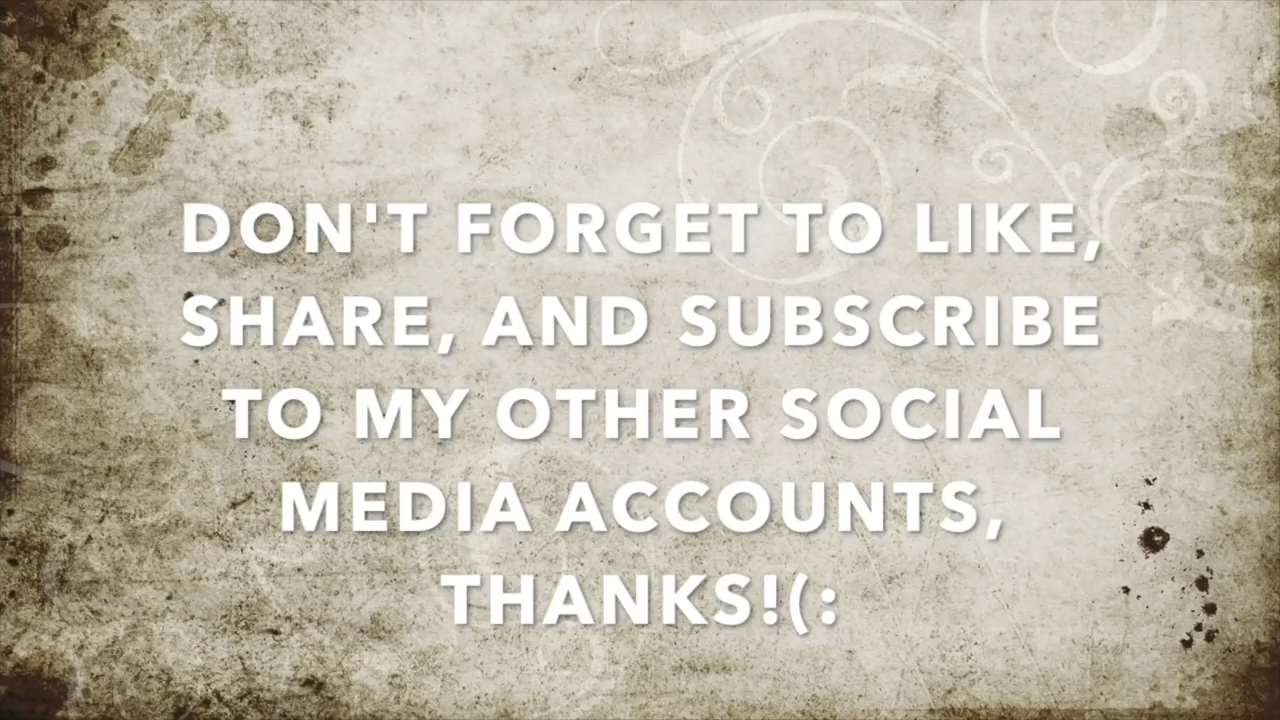 DON'T FORGET TO LIKE,
SHARE, AND SUBSCRIBE
TO MY OTHER SOCIAL
MEDIA ACCOUNTS,
THANKS!(: